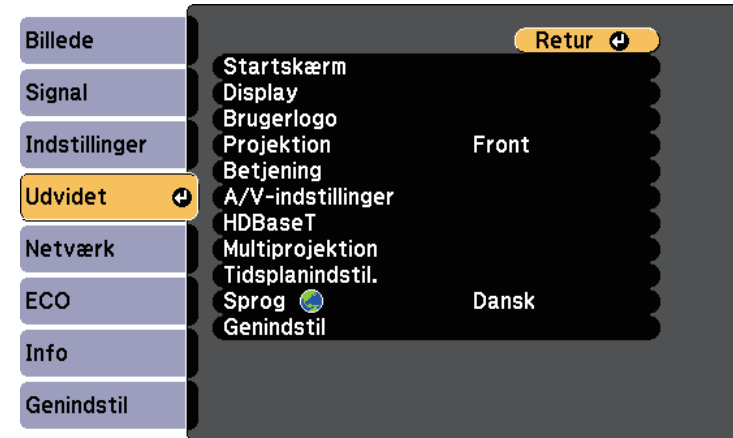 Billede
Signal
Indstillinger
Udvidet
Netværk
ECO
Info
Genindstil
Retur
Startskærm
Display
Brugerlogo
Projektion Front
Betjening
A/V-indstillinger
HDBaseT
Multiprojektion
Tidsplanindstil.
Sprog Dansk
Genindstil